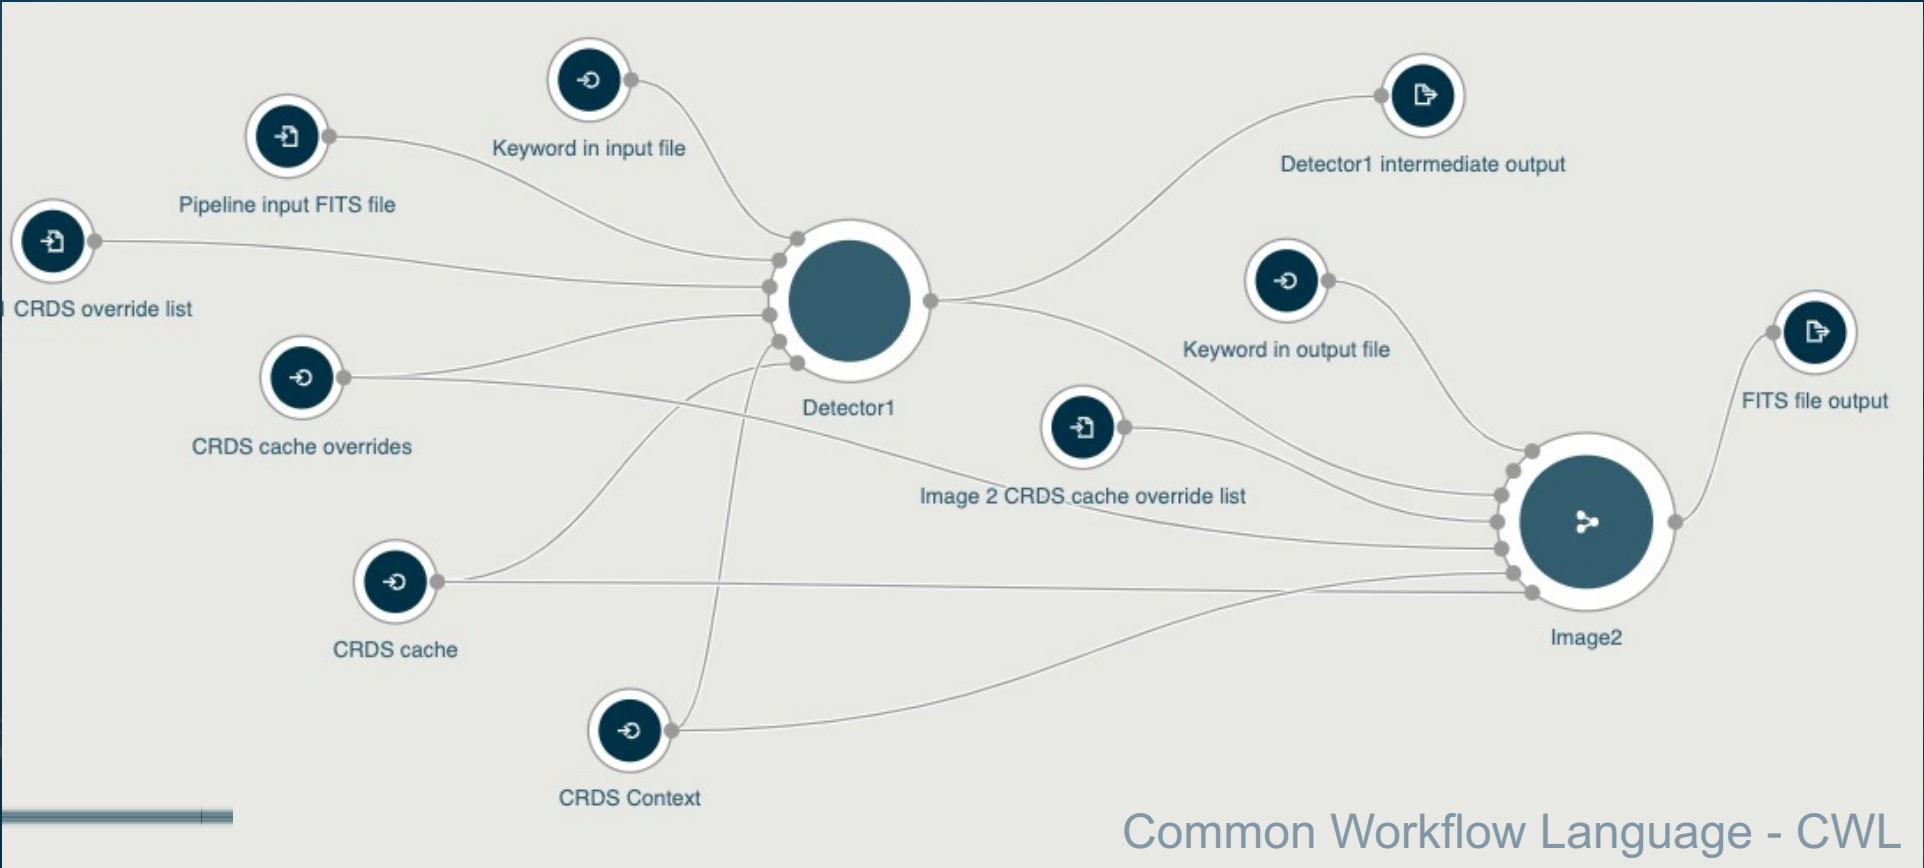 Keyword in input file
Detector1 intermediate output
Pipeline input FITS file
CRDS override list
Keyword in output file
FITS file output
Detector1
CRDS cache overrides
Image 2 CRDS cache override list
Image2
CRDS cache
CRDS Context
Common Workflow Language - CWL